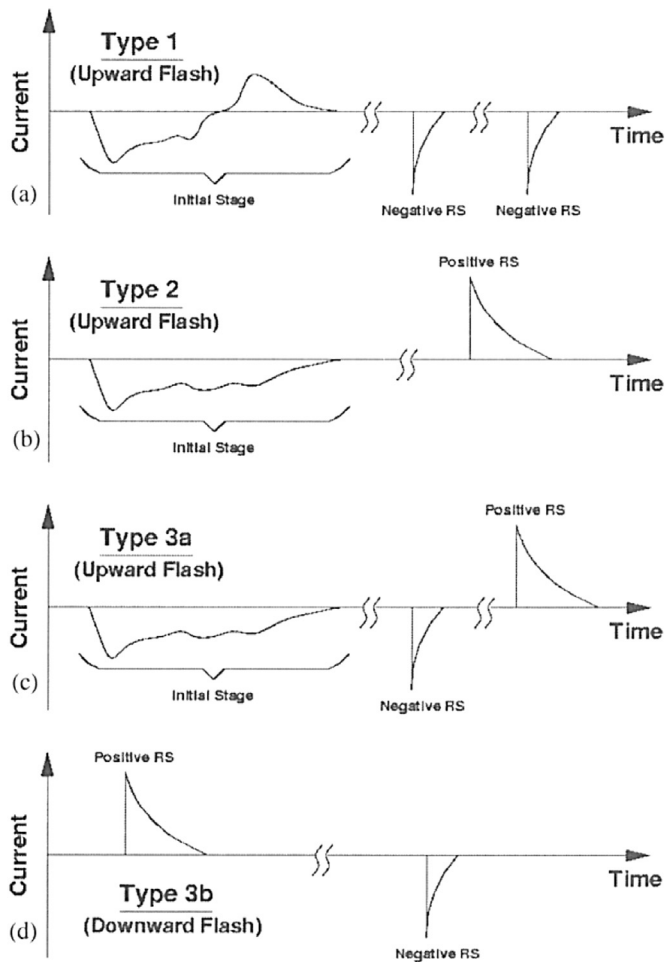 Current
Type 1
(Upward Flash)
Time
(a)
Initial Stage
Negative RS
Negative RS
Positive RS
Current
Type 2
(Upward Flash)
Time
(b)
Initial Stage
Positive RS
Current
Type 3a
(Upward Flash)
Time
(c)
Initial Stage
Negative RS
Positive RS
Current
Time
Type 3b
(Downward Flash)
(d)
Negative RS